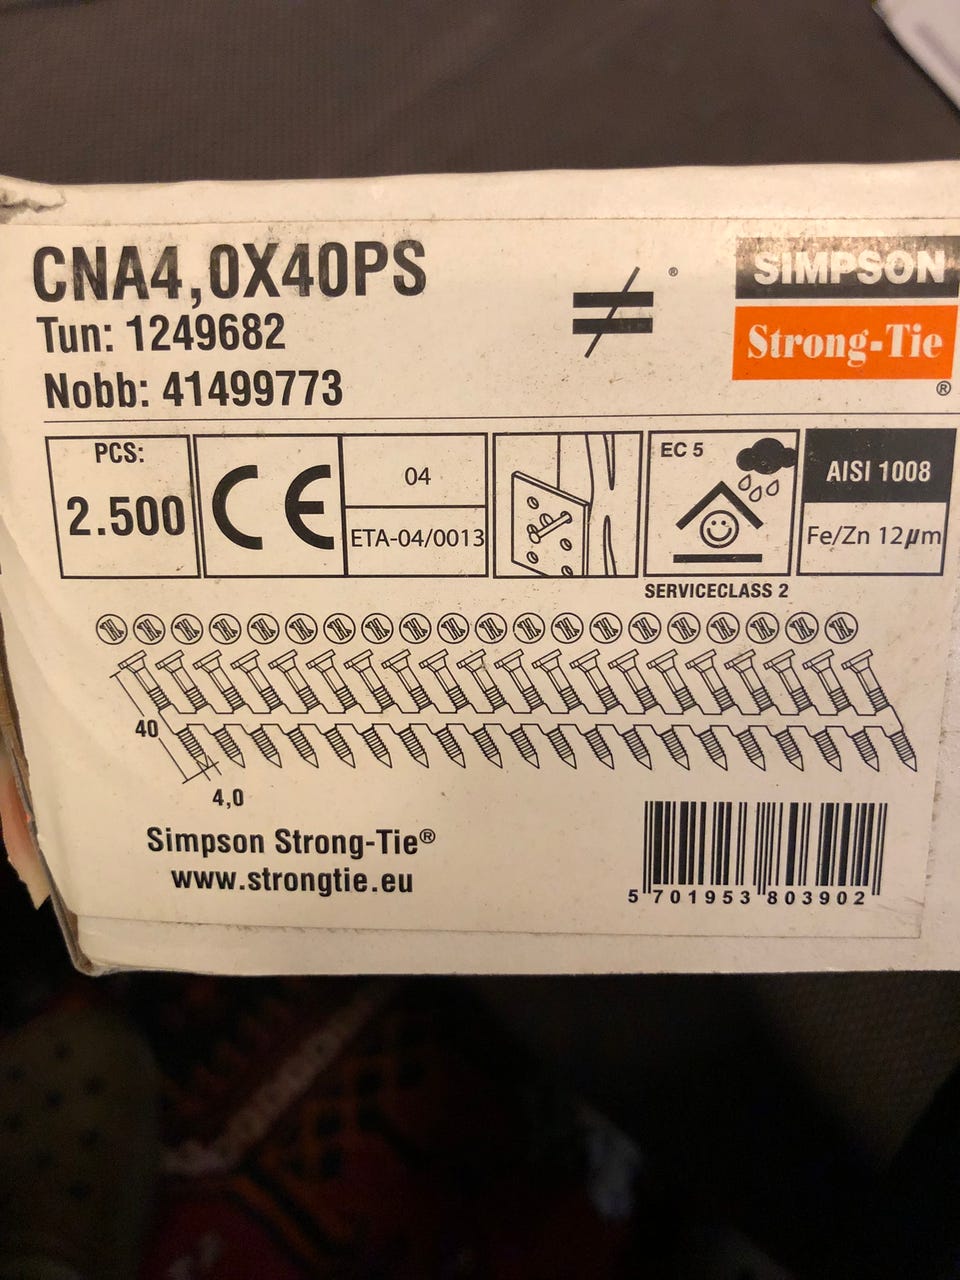 CNA4,0X40PS
Tun: 1249682
Nobb: 41499773
®
SIMPSON
Strong-Tie
®
PCS:
2.500
CE
04
ETA-04/0013
EC 5
SERVICECLASS 2
AISI 1008
Fe/Zn 12µm
40
4,0
Simpson Strong-Tie®
www.strongtie.eu
5 701953 803902